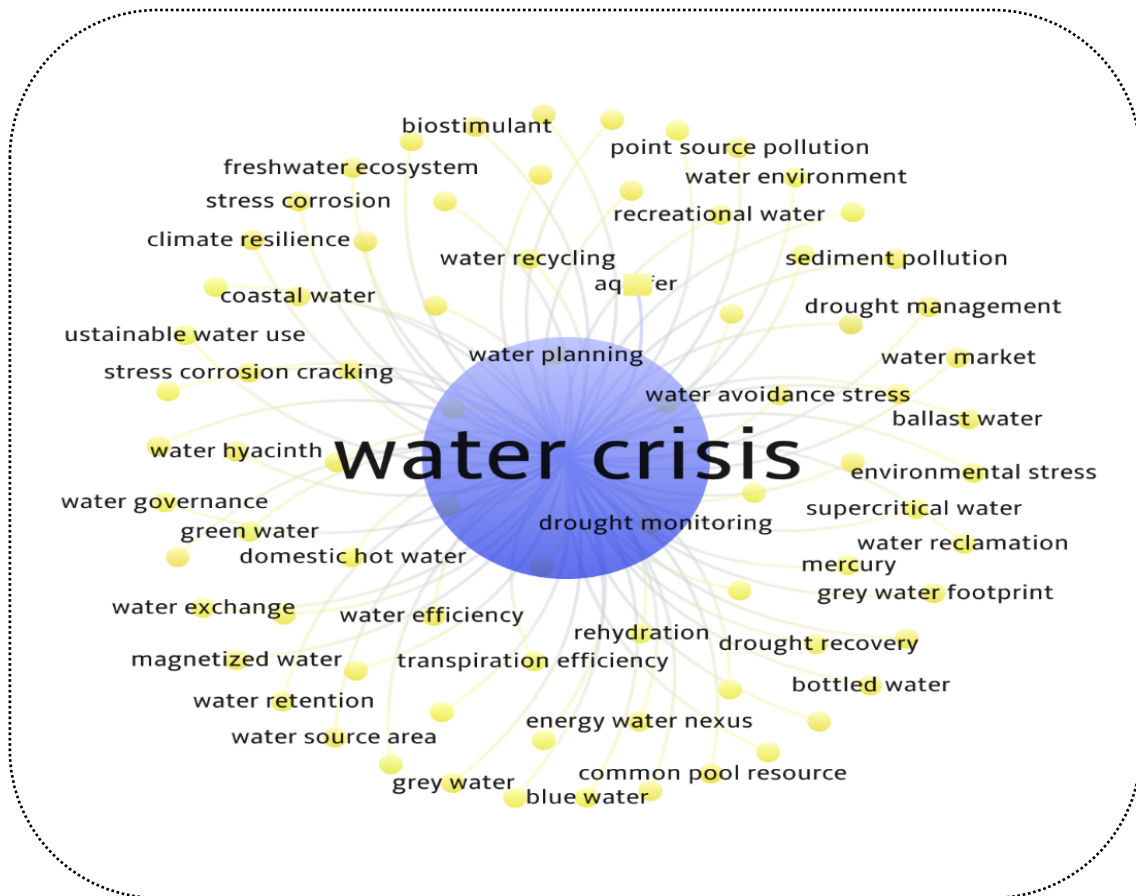 biostimulant
point source pollution
freshwater ecosystem
water environment
stress corrosion
recreational water
climate resilience
water recycling
sediment pollution
aquifer
coastal water
drought management
ustainable water use
water planning
water market
stress corrosion cracking
water avoidance stress
ballast water
water hyacinth
water crisis
environmental stress
water governance
supercritical water
green water
drought monitoring
water reclamation
domestic hot water
mercury
grey water footprint
water exchange
water efficiency
rehydration
drought recovery
magnetized water
transpiration efficiency
bottled water
water retention
energy water nexus
water source area
common pool resource
grey water
blue water